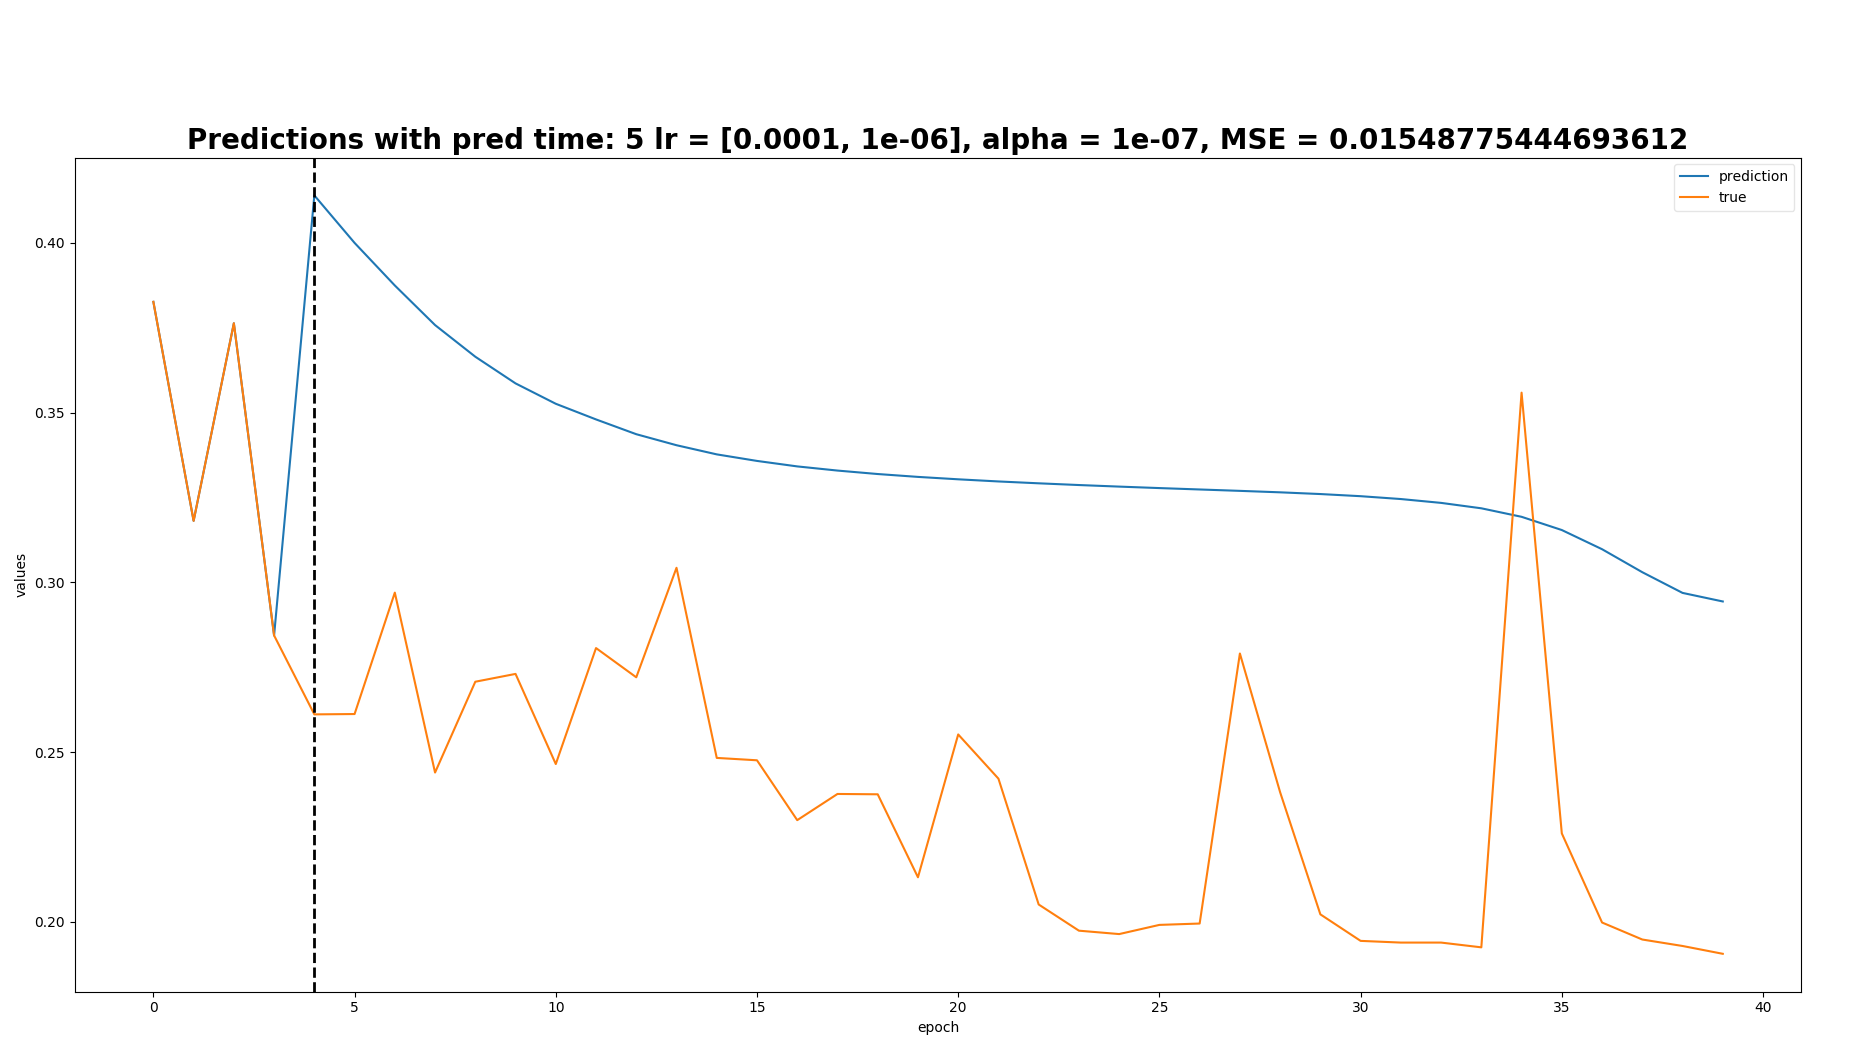 Predictions with pred time: 5 lr = [0.0001, 1e-06], alpha = 1e-07, MSE = 0.01548775444693612
prediction
true
values
0.40
0.35
0.30
0.25
0.20
0 5 10 15 20 25 30 35 40
epoch